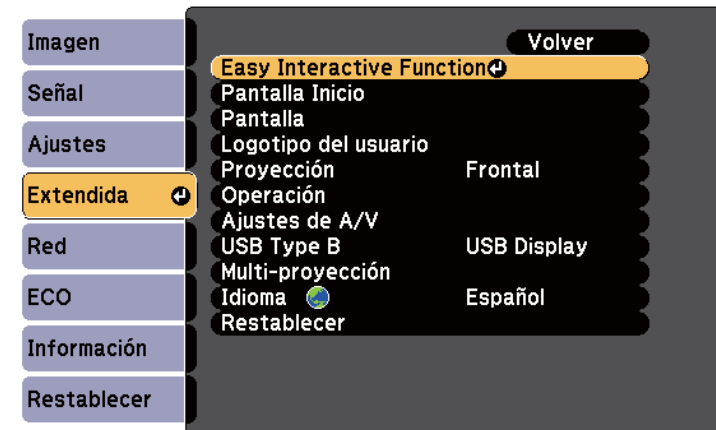 Imagen
Señal
Ajustes
Extendida
Red
ECO
Información
Restablecer
Volver
Easy Interactive Function
Pantalla Inicio
Pantalla
Logotipo del usuario
Proyección Frontal
Operación
Ajustes de A/V
USB Type B USB Display
Multi-proyección
Idioma Español
Restablecer